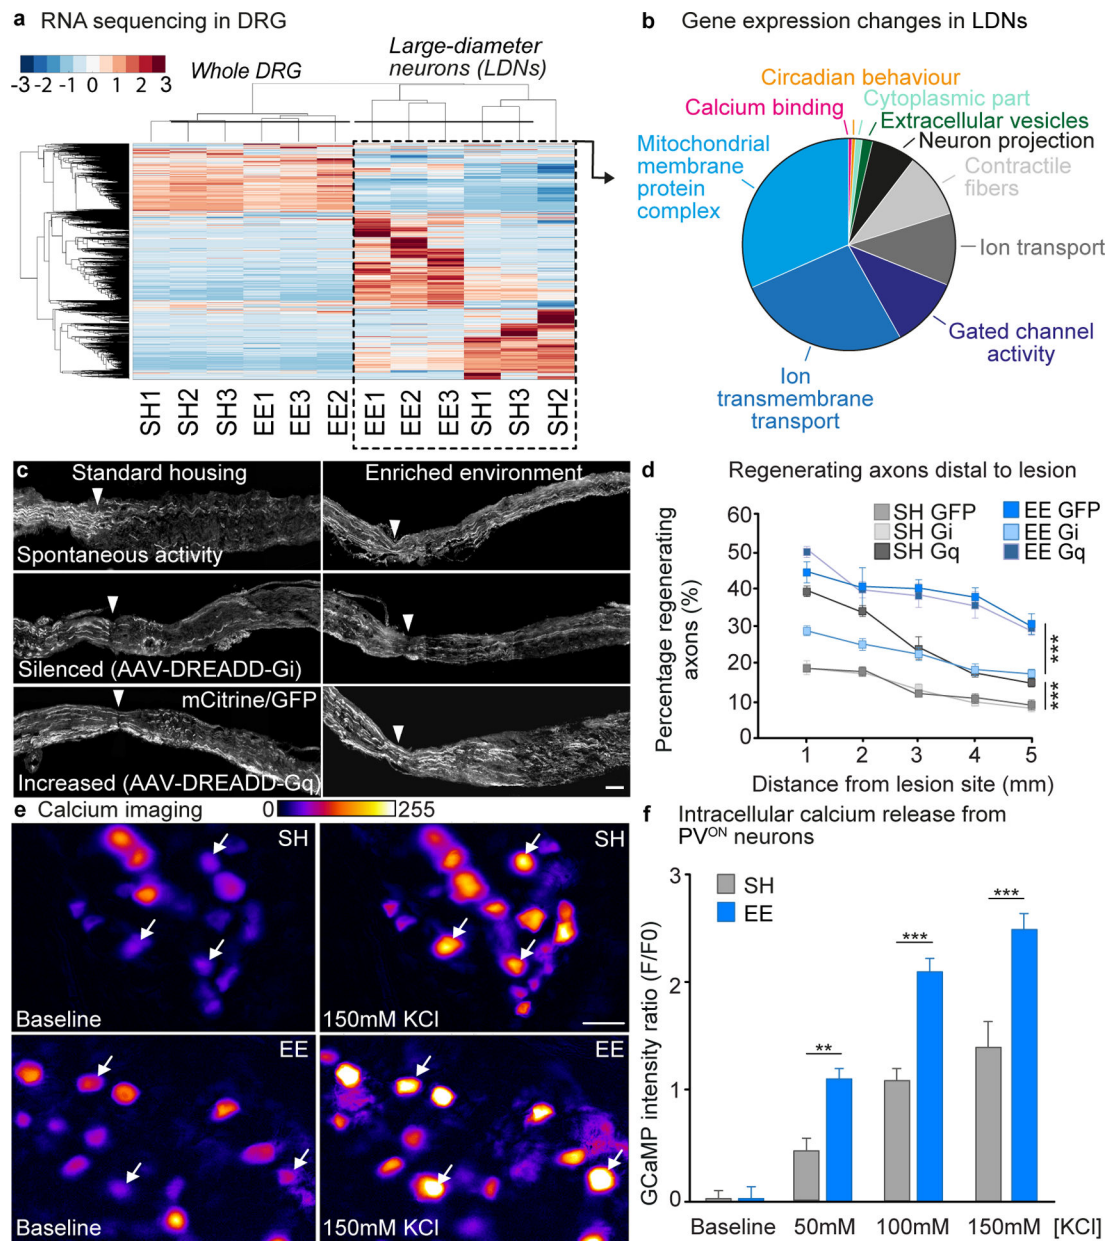 a RNA sequencing in DRG
-3 -2 -1 0 1 2 3
Whole DRG
Large-diameter
neurons (LDNs)
SH1 SH2 SH3 EE1 EE3 EE2 EE1 EE2 EE3 SH1 SH3 SH2
b Gene expression changes in LDNs
Circadian behaviour
Calcium binding
Cytoplasmic part
Extracellular vesicles
Neuron projection
Mitochondrial
membrane
protein
complex
Contractile
fibers
Ion transport
Gated channel
activity
Ion
transmembrane
transport
c Standard housing
Enriched environment
Spontaneous activity
Silenced (AAV-DREADD-Gi)
mCitrine/GFP
Increased (AAV-DREADD-Gq)
d Regenerating axons distal to lesion
SH GFP
SH Gi
SH Gq
EE GFP
EE Gi
EE Gq
Percentage regenerating
axons (%)
60
50
40
30
20
10
0
***
***
1 2 3 4 5
Distance from lesion site (mm)
e Calcium imaging
0 255
SH
Baseline
SH
150mM KCl
EE
Baseline
EE
150mM KCl
f Intracellular calcium release from
PVON neurons
SH
EE
GCaMP intensity ratio (F/F0)
3
2
1
0
**
***
***
Baseline 50mM 100mM 150mM [KCl]